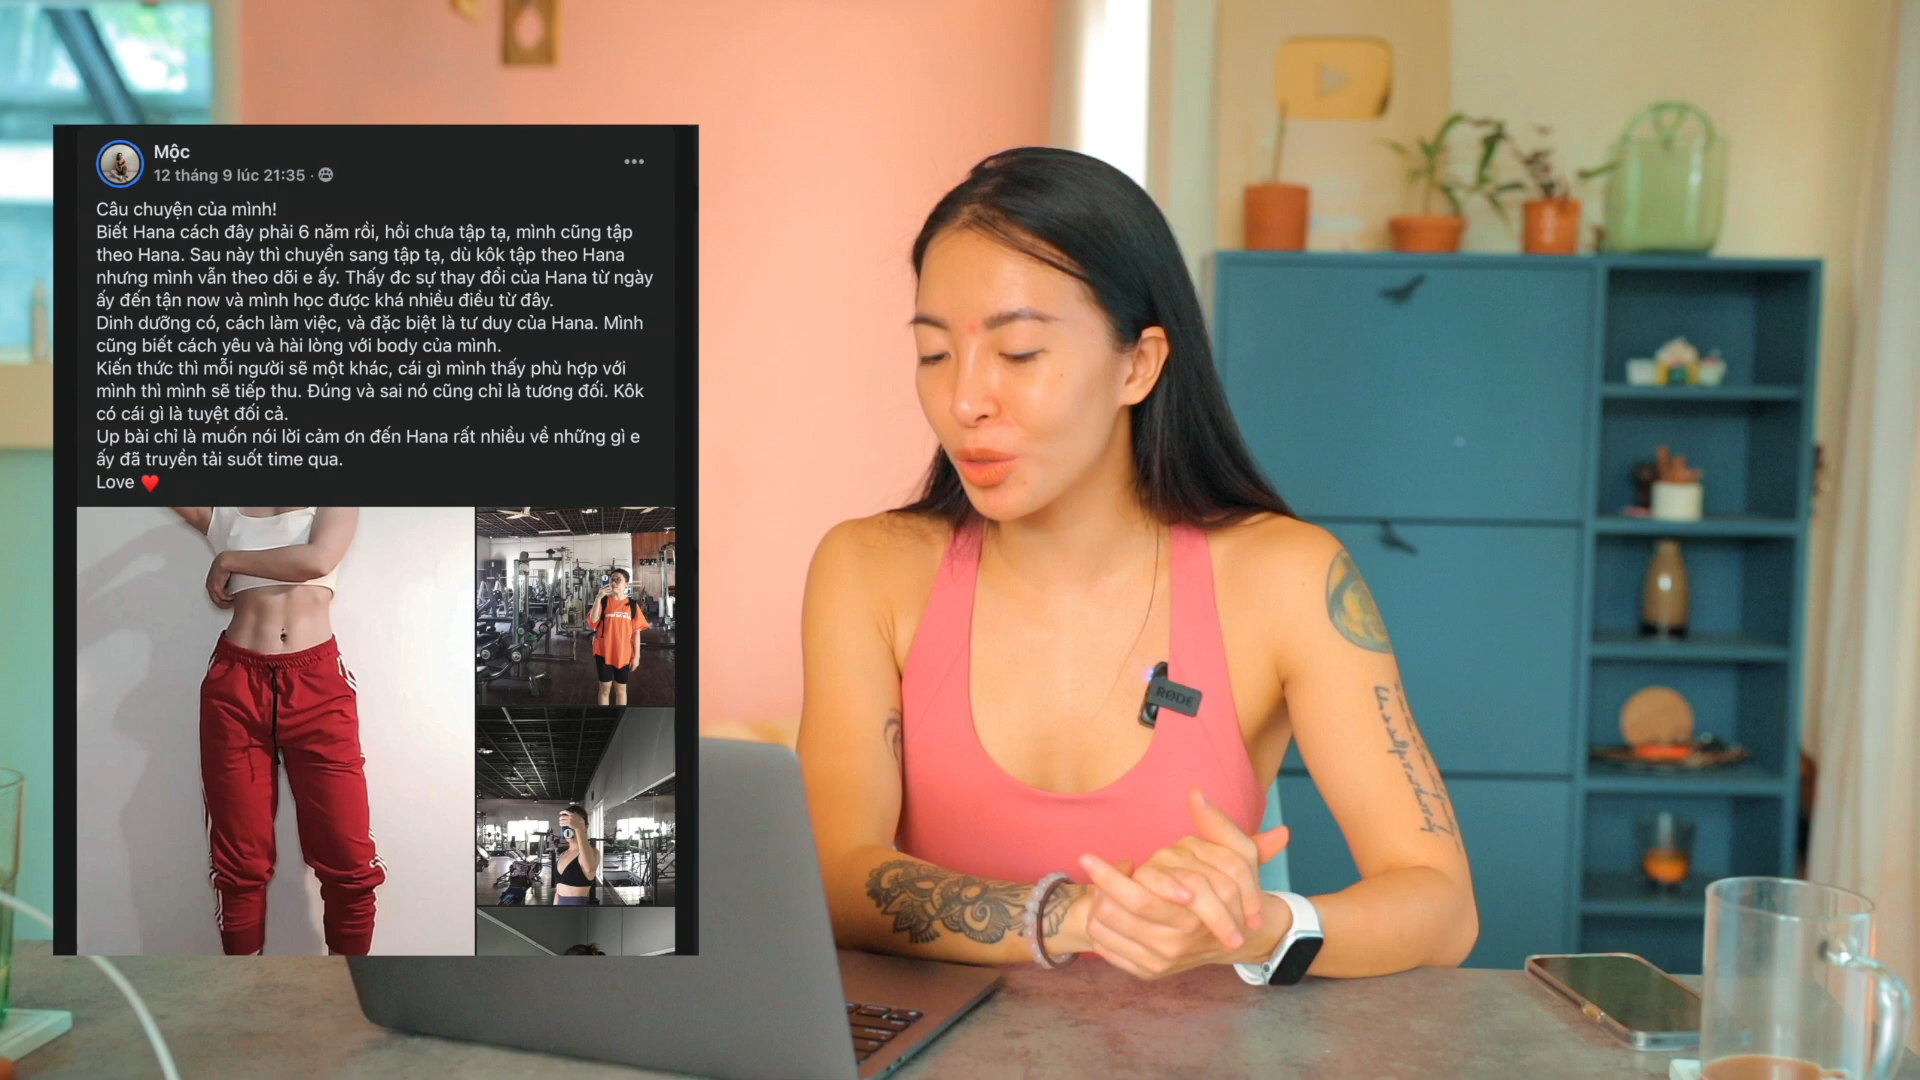 Mộc
12 tháng 9 lúc 21:35 ·
Câu chuyện của mình!
Biết Hana cách đây phải 6 năm rồi, hồi chưa tập tạ, mình cũng tập
theo Hana. Sau này thì chuyển sang tập tạ, dù kôk tập theo Hana
nhưng mình vẫn theo dõi e ấy. Thấy đc sự thay đổi của Hana từ ngày
ấy đến tận now và mình học được khá nhiều điều từ đây.
Dinh dưỡng có, cách làm việc, và đặc biệt là tư duy của Hana. Mình
cũng biết cách yêu và hài lòng với body của mình.
Kiến thức thì mỗi người sẽ một khác, cái gì mình thấy phù hợp với
mình thì mình sẽ tiếp thu. Đúng và sai nó cũng chỉ là tương đối. Kôk
có cái gì là tuyệt đối cả.
Up bài chỉ là muốn nói lời cảm ơn đến Hana rất nhiều về những gì e
ấy đã truyền tải suốt time qua.
Love ❤️
RØDE